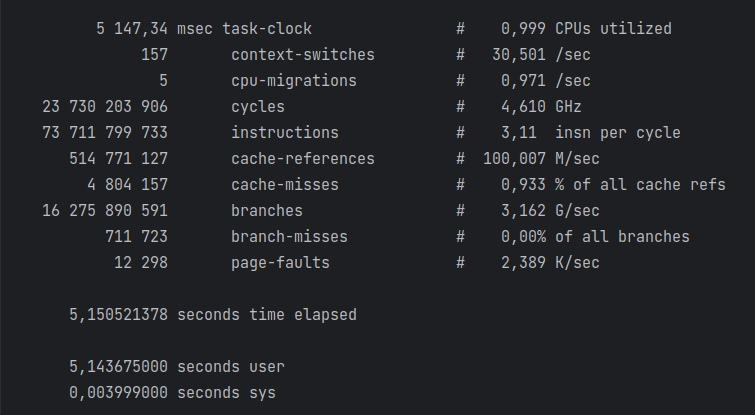 5 147,34 msec task-clock # 0,999 CPUs utilized
157 context-switches # 30,501 /sec
5 cpu-migrations # 0,971 /sec
23 730 203 906 cycles # 4,610 GHz
73 711 799 733 instructions # 3,11 insn per cycle
514 771 127 cache-references # 100,007 M/sec
4 804 157 cache-misses # 0,933 % of all cache refs
16 275 890 591 branches # 3,162 G/sec
711 723 branch-misses # 0,00% of all branches
12 298 page-faults # 2,389 K/sec
5,150521378 seconds time elapsed
5,143675000 seconds user
0,003999000 seconds sys